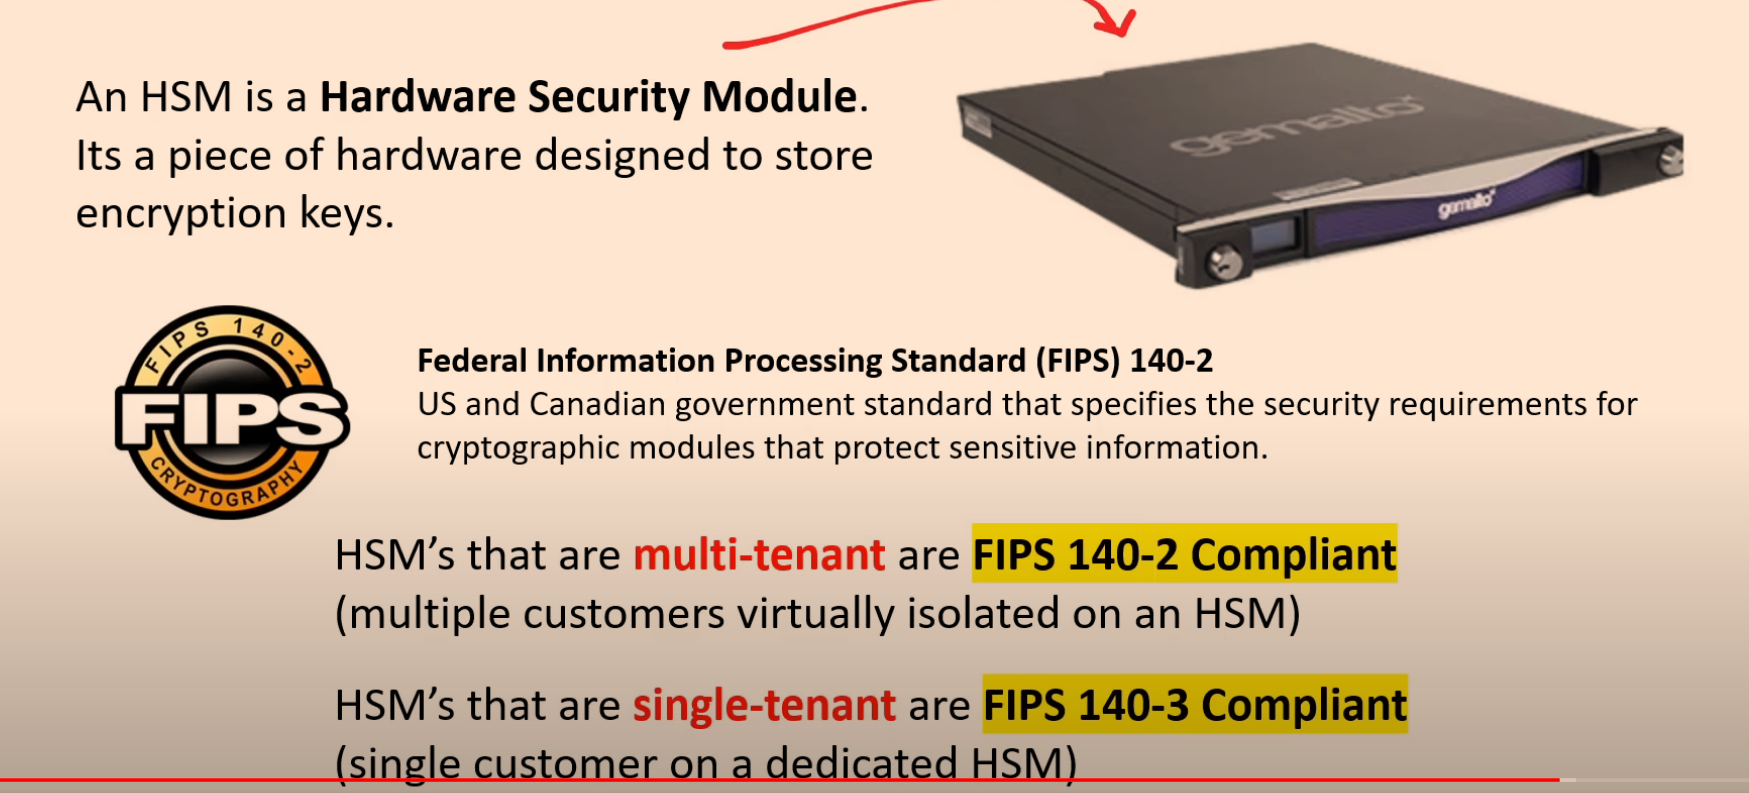 An HSM is a Hardware Security Module.
Its a piece of hardware designed to store
encryption keys.
gemalto
gemalto
FIPS 140-2
FIPS
CRYPTOGRAPHY
Federal Information Processing Standard (FIPS) 140-2
US and Canadian government standard that specifies the security requirements for
cryptographic modules that protect sensitive information.
HSM’s that are multi-tenant are FIPS 140-2 Compliant
(multiple customers virtually isolated on an HSM)
HSM’s that are single-tenant are FIPS 140-3 Compliant
(single customer on a dedicated HSM)